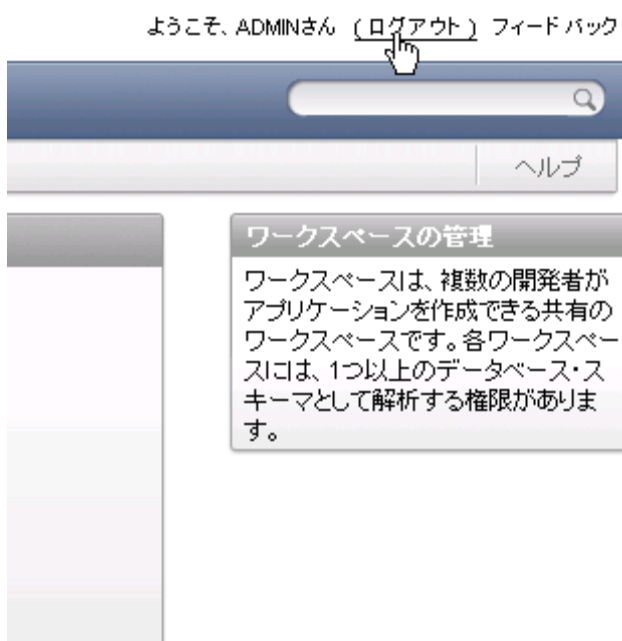 ようこそ、ADMINさん (ログアウト) フィードバック
ヘルプ
ワークスペースの管理
ワークスペースは、複数の開発者が
アプリケーションを作成できる共有の
ワークスペースです。各ワークスペー
スには、1つ以上のデータベース・ス
キーマとして解析する権限がありま
す。